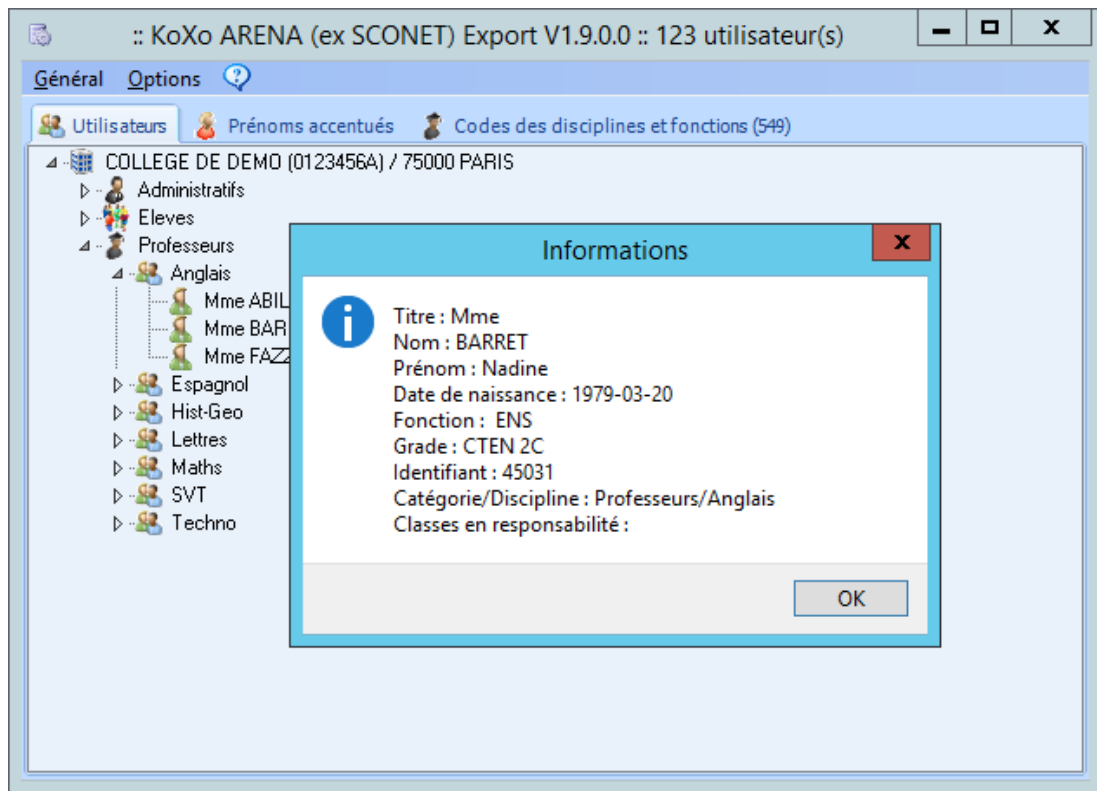 :: KoXo ARENA (ex SCONET) Export V1.9.0.0 :: 123 utilisateur(s)
Général Options
Utilisateurs Prénoms accentués Codes des disciplines et fonctions (549)
COLLEGE DE DEMO (0123456A) / 75000 PARIS
Administratifs
Eleves
Professeurs
Anglais
Mme ABIL
Mme BAR
Mme FAZZ
Espagnol
Hist-Geo
Lettres
Maths
SVT
Techno
Informations
Titre : Mme
Nom : BARRET
Prénom : Nadine
Date de naissance : 1979-03-20
Fonction :  ENS
Grade : CTEN 2C
Identifiant : 45031
Catégorie/Discipline : Professeurs/Anglais
Classes en responsabilité :
OK